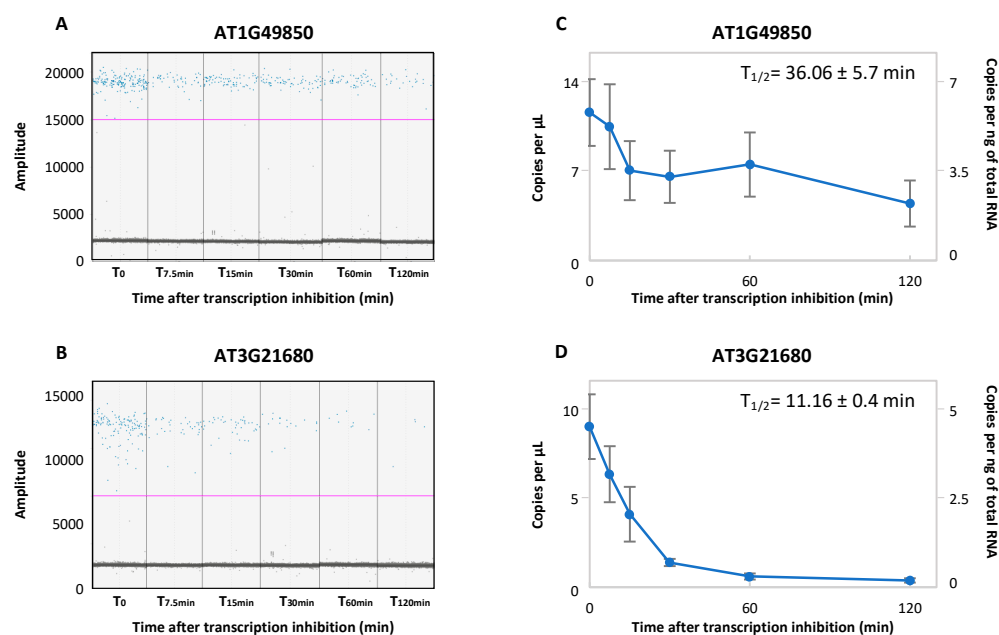 A
AT1G49850
Amplitude
20000
15000
10000
5000
0
T0 T7.5min T15min T30min T60min T120min
Time after transcription inhibition (min)
C
AT1G49850
T1/2= 36.06 ± 5.7 min
Copies per µL
14
7
0
Copies per ng of total RNA
7
3.5
0
0 60 120
Time after transcription inhibition (min)
B
AT3G21680
Amplitude
15000
10000
5000
0
T0 T7.5min T15min T30min T60min T120min
Time after transcription inhibition (min)
D
AT3G21680
T1/2= 11.16 ± 0.4 min
Copies per µL
10
5
0
Copies per ng of total RNA
5
2.5
0
0 60 120
Time after transcription inhibition (min)